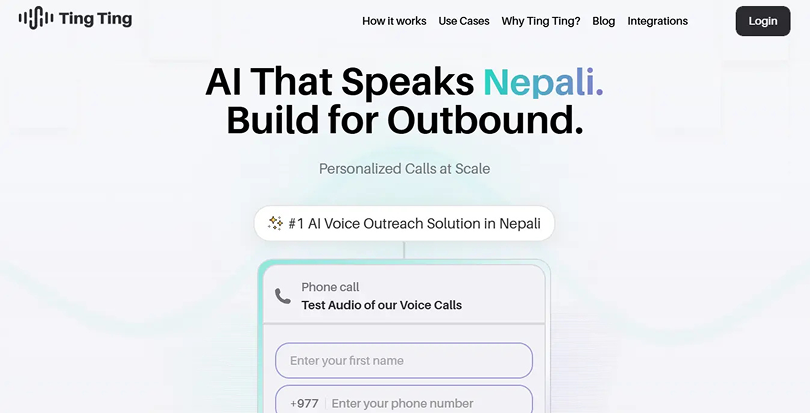 Ting Ting
How it works
Use Cases
Why Ting Ting?
Blog
Integrations
Login
AI That Speaks Nepali.
Build for Outbound.
Personalized Calls at Scale
#1 AI Voice Outreach Solution in Nepali
Phone call
Test Audio of our Voice Calls
Enter your first name
+977 Enter your phone number